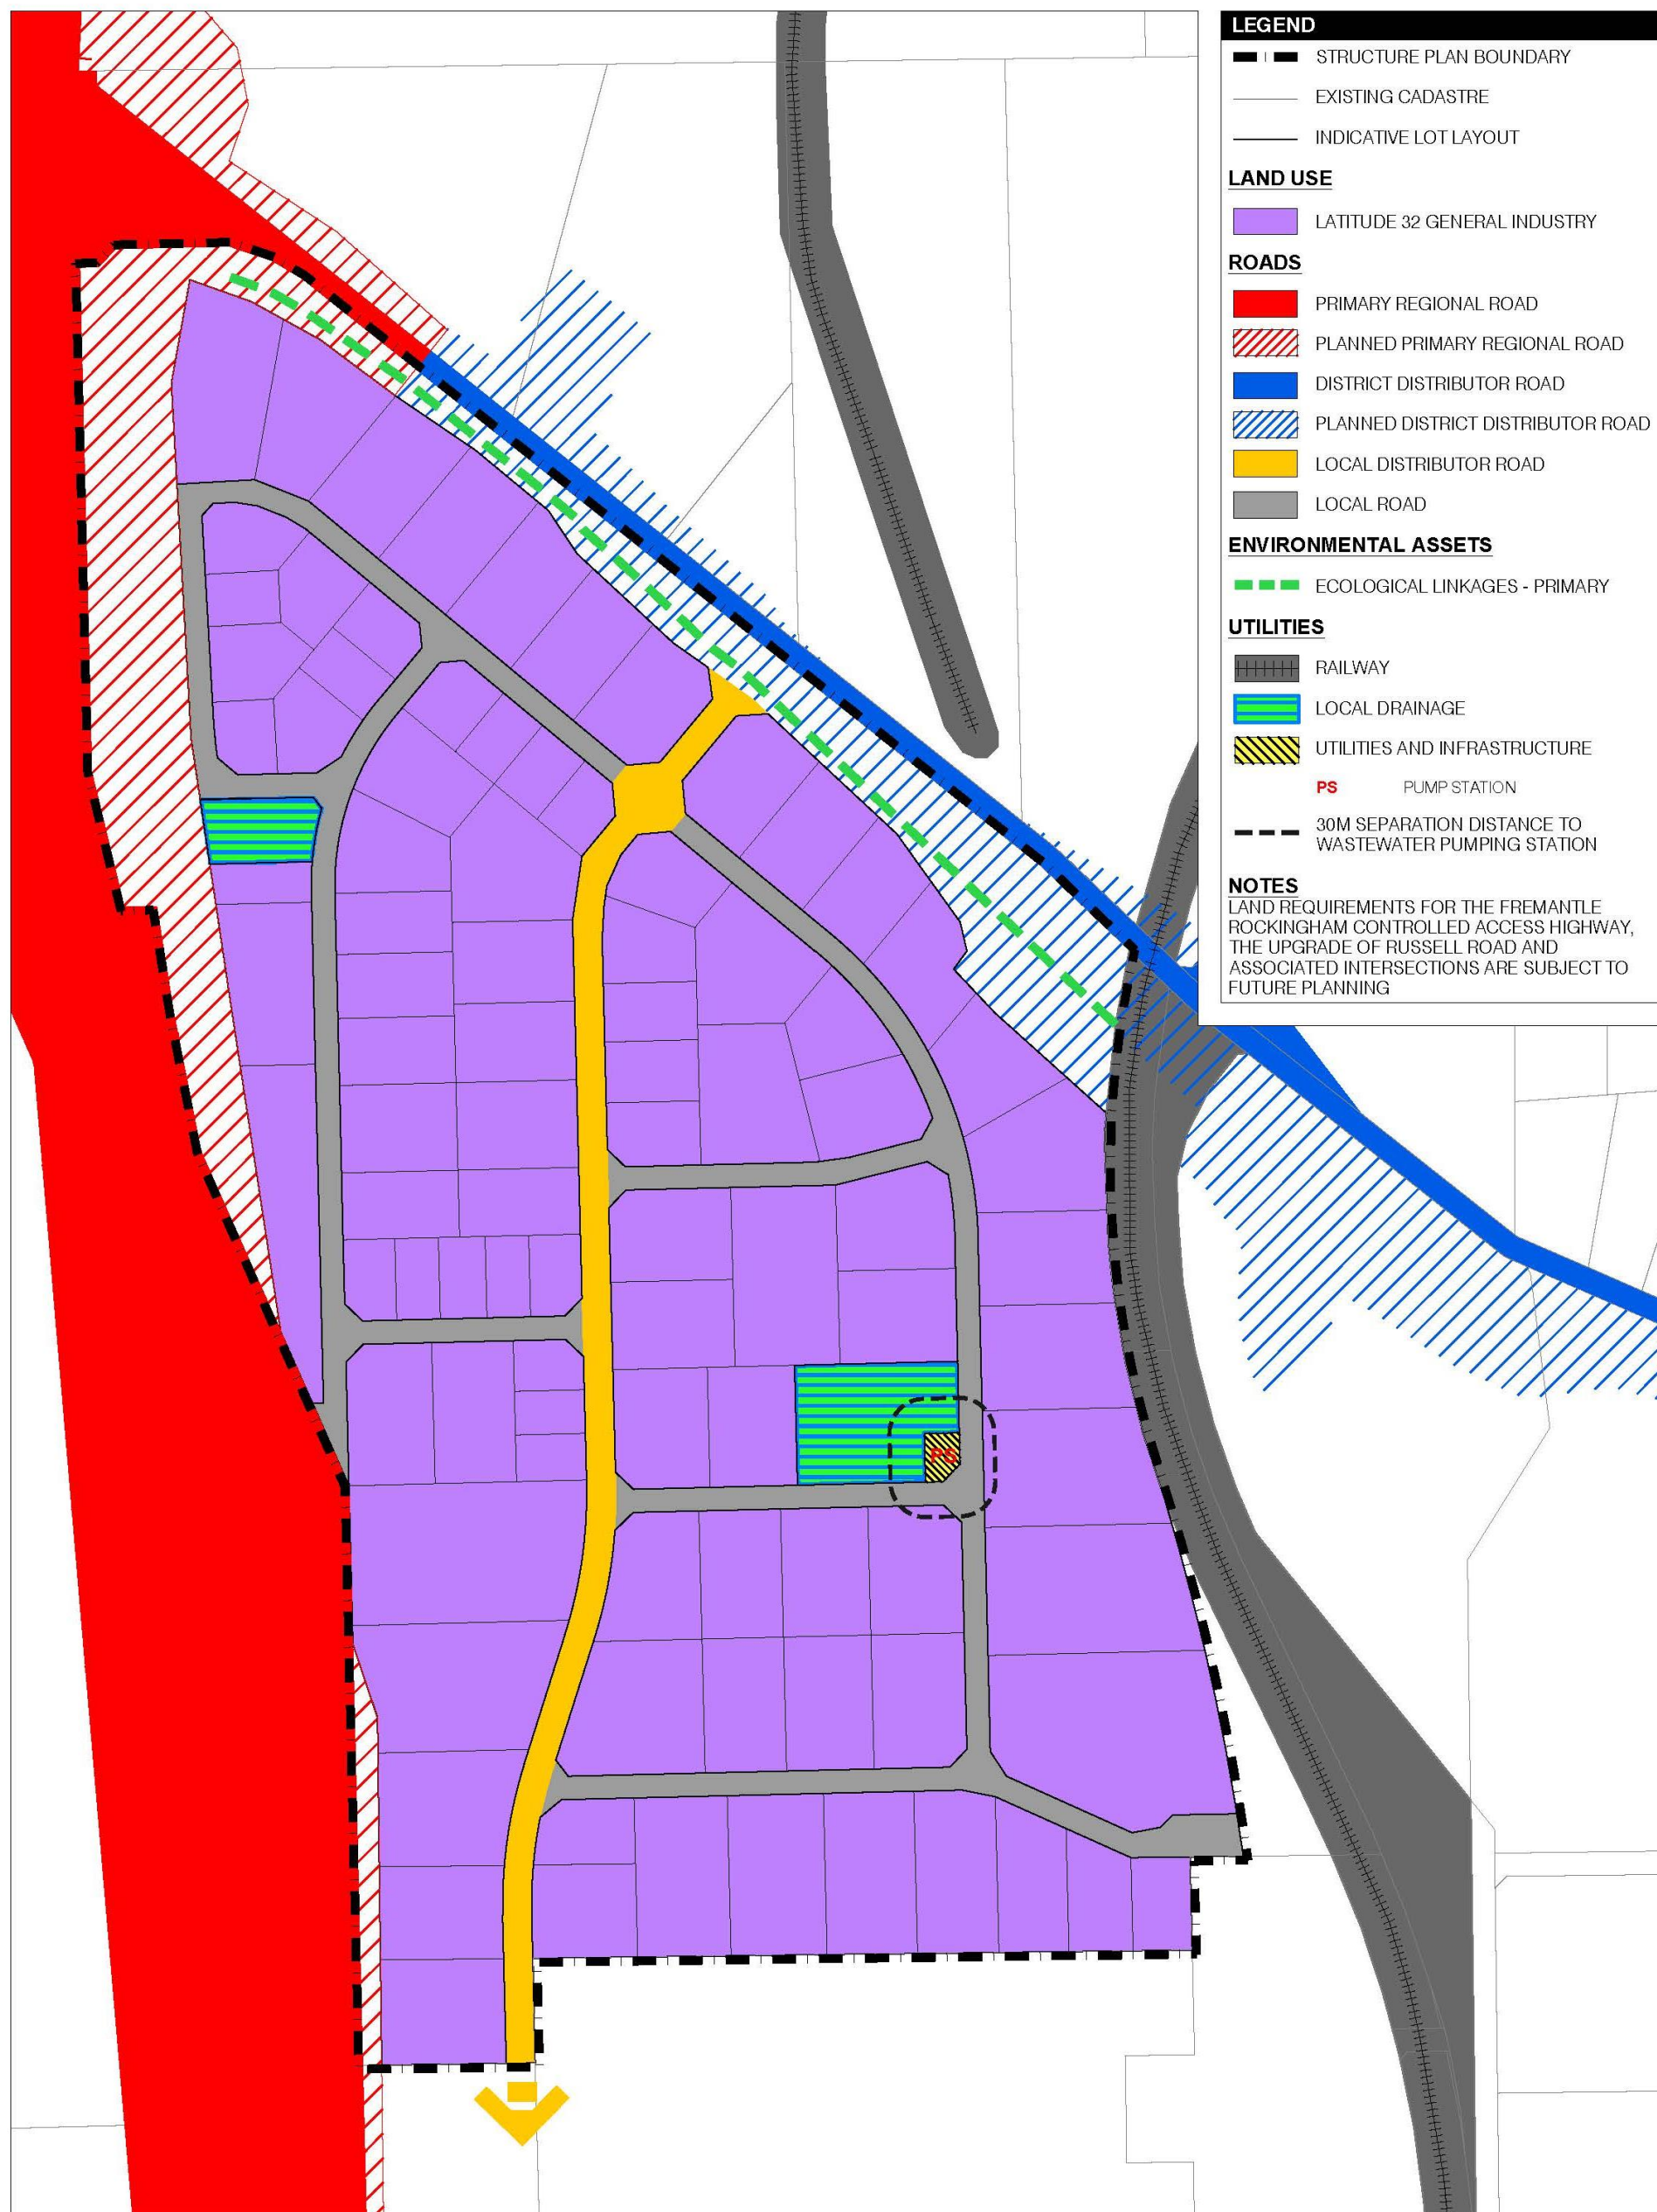 LEGEND
STRUCTURE PLAN BOUNDARY
EXISTING CADASTRE
INDICATIVE LOT LAYOUT
LAND USE
LATITUDE 32 GENERAL INDUSTRY
ROADS
PRIMARY REGIONAL ROAD
PLANNED PRIMARY REGIONAL ROAD
DISTRICT DISTRIBUTOR ROAD
PLANNED DISTRICT DISTRIBUTOR ROAD
LOCAL DISTRIBUTOR ROAD
LOCAL ROAD
ENVIRONMENTAL ASSETS
ECOLOGICAL LINKAGES - PRIMARY
UTILITIES
RAILWAY
LOCAL DRAINAGE
UTILITIES AND INFRASTRUCTURE
PS PUMP STATION
30M SEPARATION DISTANCE TO
WASTEWATER PUMPING STATION
NOTES
LAND REQUIREMENTS FOR THE FREMANTLE
ROCKINGHAM CONTROLLED ACCESS HIGHWAY,
THE UPGRADE OF RUSSELL ROAD AND
ASSOCIATED INTERSECTIONS ARE SUBJECT TO
FUTURE PLANNING
PS